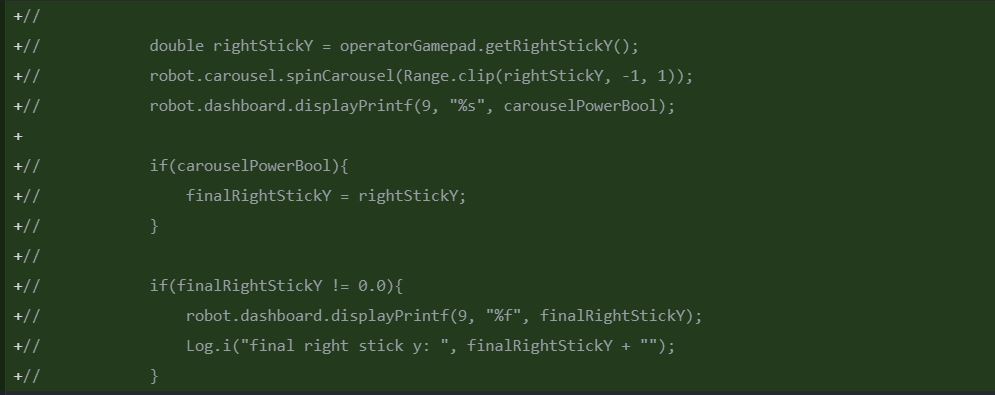 +//
+//            double rightStickY = operatorGamepad.getRightStickY();
+//            robot.carousel.spinCarousel(Range.clip(rightStickY, -1, 1));
+//            robot.dashboard.displayPrintf(9, "%s", carouselPowerBool);
+
+//            if(carouselPowerBool){
+//                finalRightStickY = rightStickY;
+//            }
+//
+//            if(finalRightStickY != 0.0){
+//                robot.dashboard.displayPrintf(9, "%f", finalRightStickY);
+//                Log.i("final right stick y: ", finalRightStickY + "");
+//            }